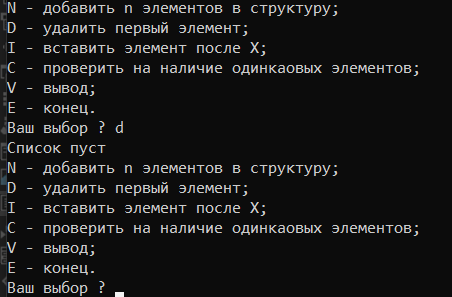 N - добавить n элементов в структуру;
D - удалить первый элемент;
I - вставить элемент после X;
C - проверить на наличие одинкаовых элементов;
V - вывод;
E - конец.
Ваш выбор ? d
Список пуст
N - добавить n элементов в структуру;
D - удалить первый элемент;
I - вставить элемент после X;
C - проверить на наличие одинкаовых элементов;
V - вывод;
E - конец.
Ваш выбор ?